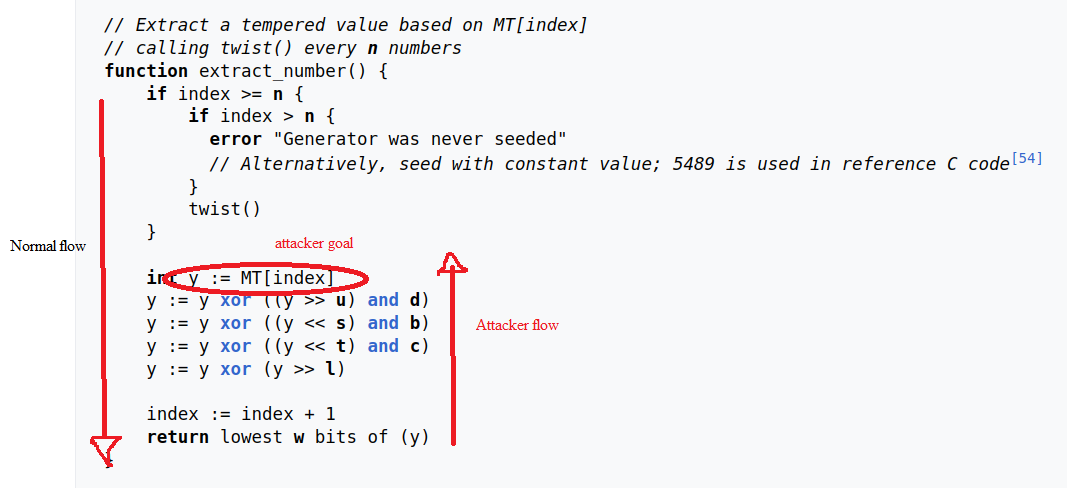 // Extract a tempered value based on MT[index]
// calling twist() every n numbers
function extract_number() {
if index >= n {
if index > n {
error "Generator was never seeded"
// Alternatively, seed with constant value; 5489 is used in reference C code[54]
}
twist()
}
Normal flow
attacker goal
int y := MT[index]
y := y xor ((y >> u) and d)
y := y xor ((y << s) and b)
Attacker flow
y := y xor ((y << t) and c)
y := y xor (y >> l)
index := index + 1
return lowest w bits of (y)
}